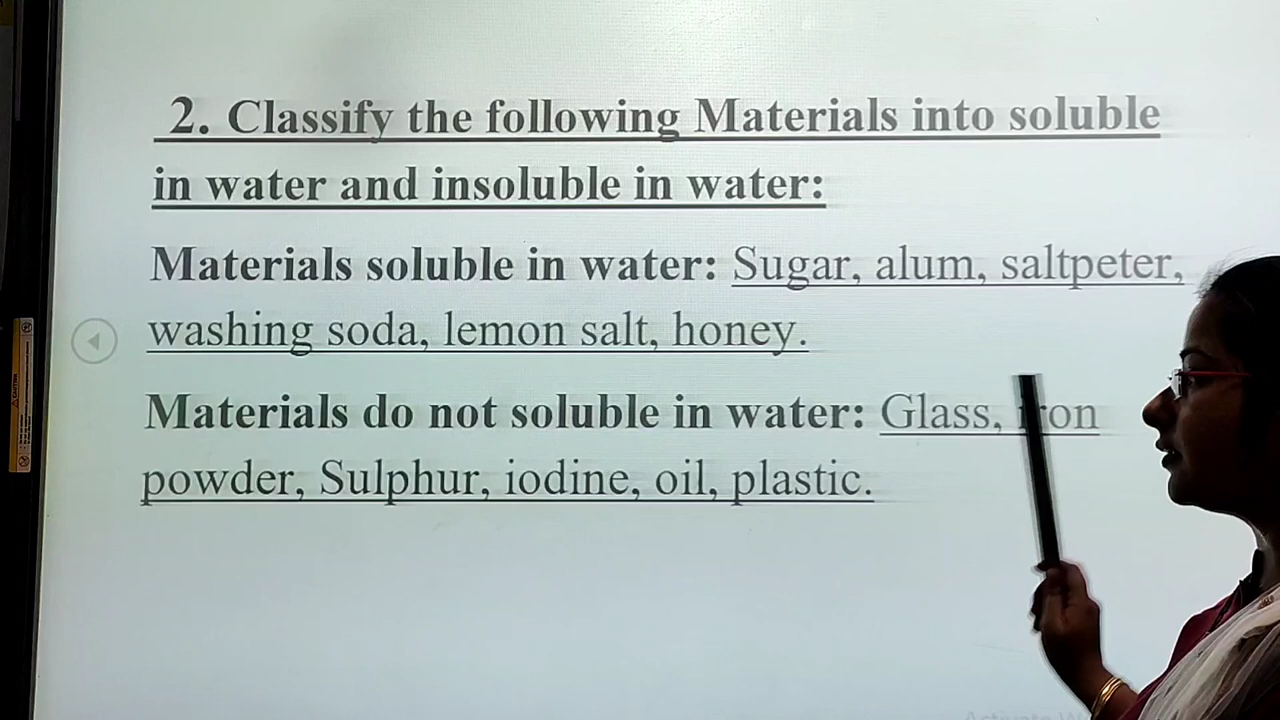 2. Classify the following Materials into soluble
in water and insoluble in water:
Materials soluble in water: Sugar, alum, saltpeter,
washing soda, lemon salt, honey.
Materials do not soluble in water: Glass, iron
powder, Sulphur, iodine, oil, plastic.